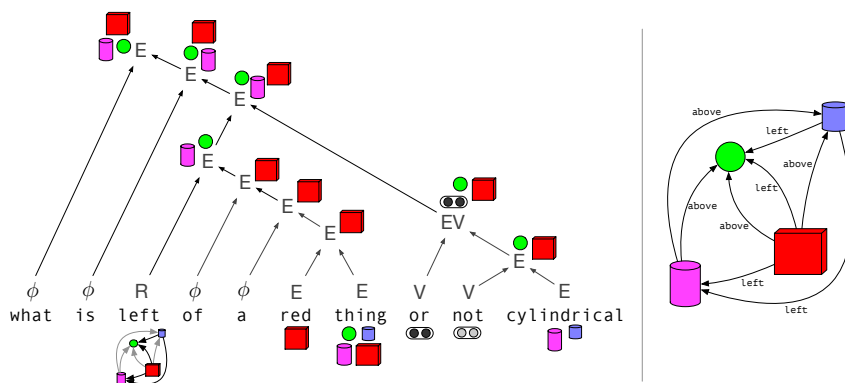 E
E
E
E
E
E
E
EV
E
ϕ ϕ R ϕ ϕ E E V V E
what is left of a red thing or not cylindrical
above
left
above
left
above
above
left
left